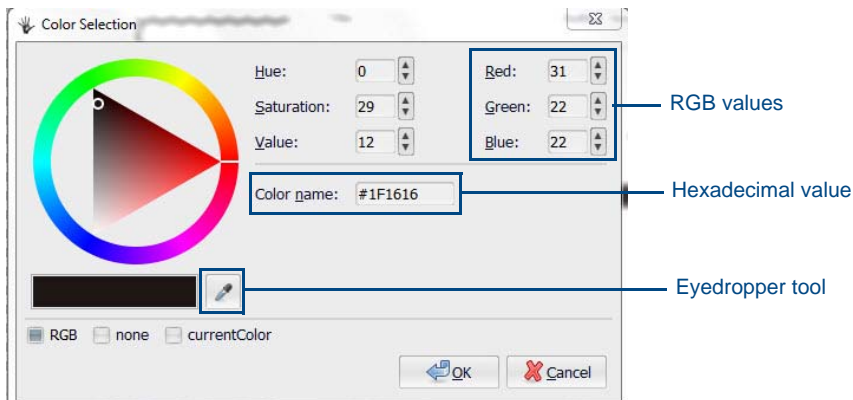 Color Selection
Hue: 0 Red: 31
Saturation: 29 Green: 22 RGB values
Value: 12 Blue: 22
Color name: #1F1616 Hexadecimal value
Eyedropper tool
RGB none currentColor
OK Cancel